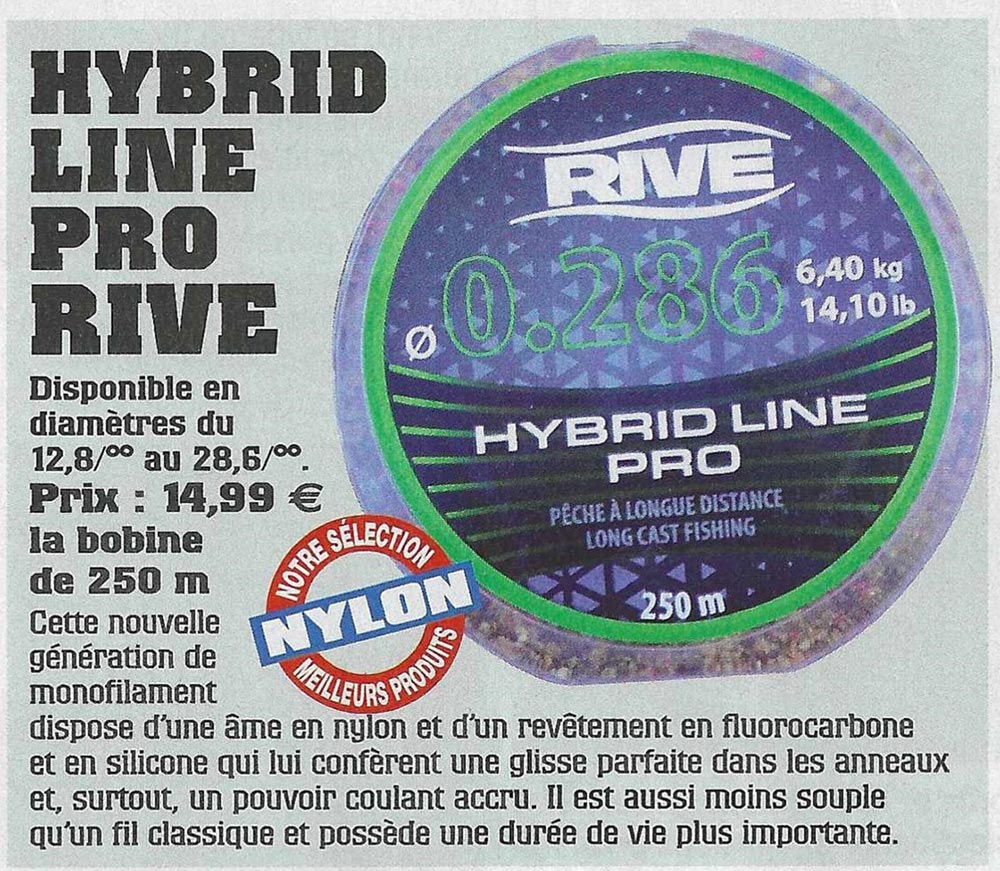 HYBRID
LINE
PRO
RIVE
Disponible en
diamètres du
12,8/°° au 28,6/°°.
Prix : 14,99 €
la bobine
de 250 m
Cette nouvelle
génération de
monofilament
dispose d'une âme en nylon et d'un revêtement en fluorocarbone
et en silicone qui lui confèrent une glisse parfaite dans les anneaux
et, surtout, un pouvoir coulant accru. Il est aussi moins souple
qu'un fil classique et possède une durée de vie plus importante.
NOTRE SÉLECTION
NYLON
MEILLEURS PRODUITS
RIVE
Ø 0.286
6,40 kg
14,10 lb
HYBRID LINE
PRO
PÊCHE À LONGUE DISTANCE
LONG CAST FISHING
250 m